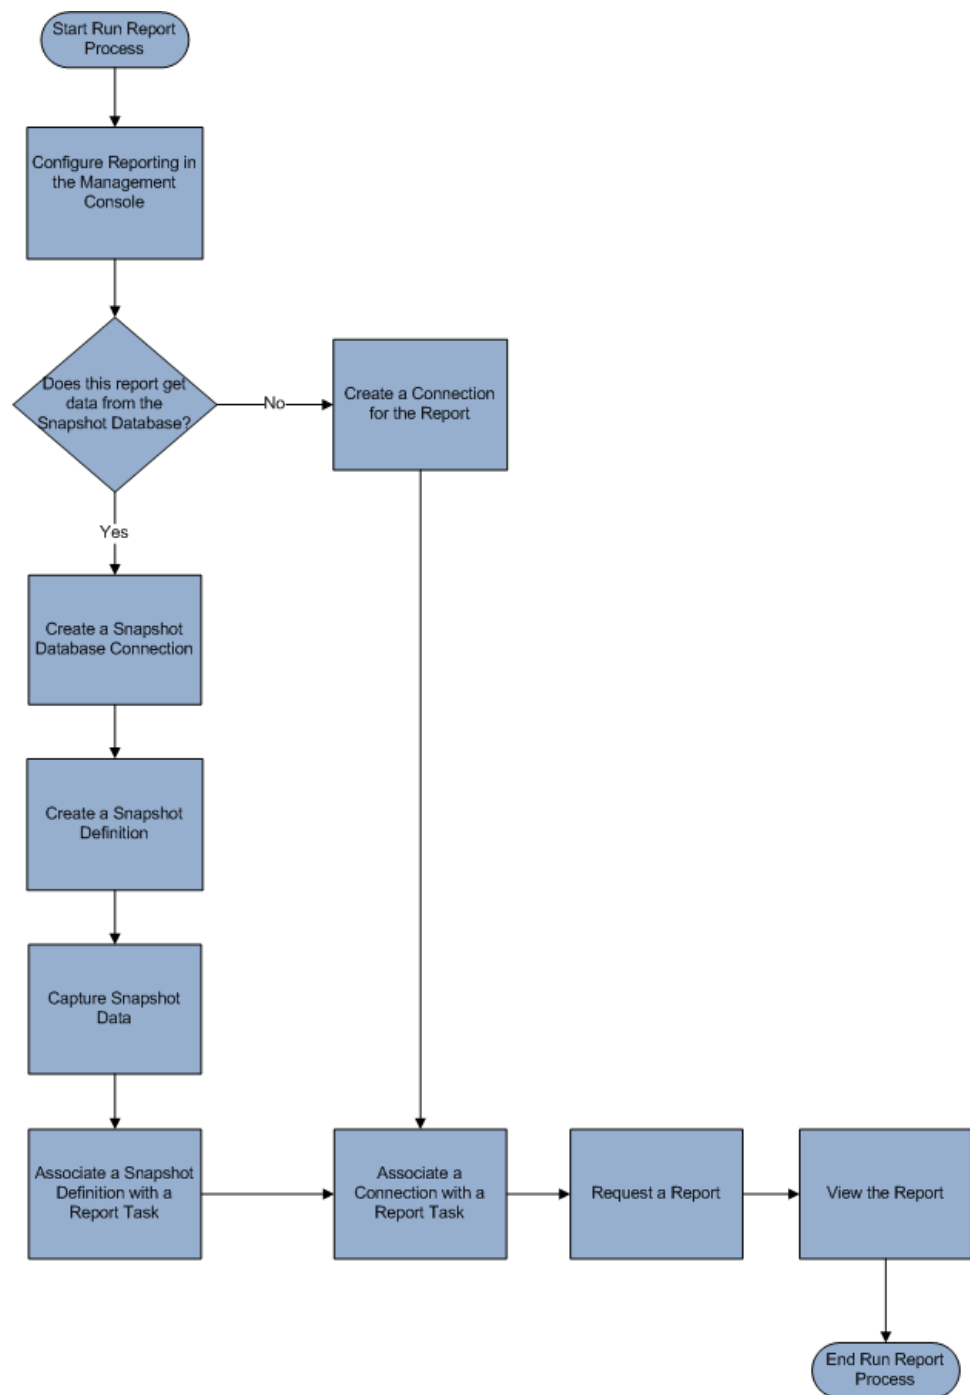 Start Run Report
Process
Configure Reporting in
the Management
Console
Does this report get
data from the
Snapshot Database?
No
Create a Connection
for the Report
Yes
Create a Snapshot
Database Connection
Create a Snapshot
Definition
Capture Snapshot
Data
Associate a Snapshot
Definition with a
Report Task
Associate a
Connection with a
Report Task
Request a Report
View the Report
End Run Report
Process